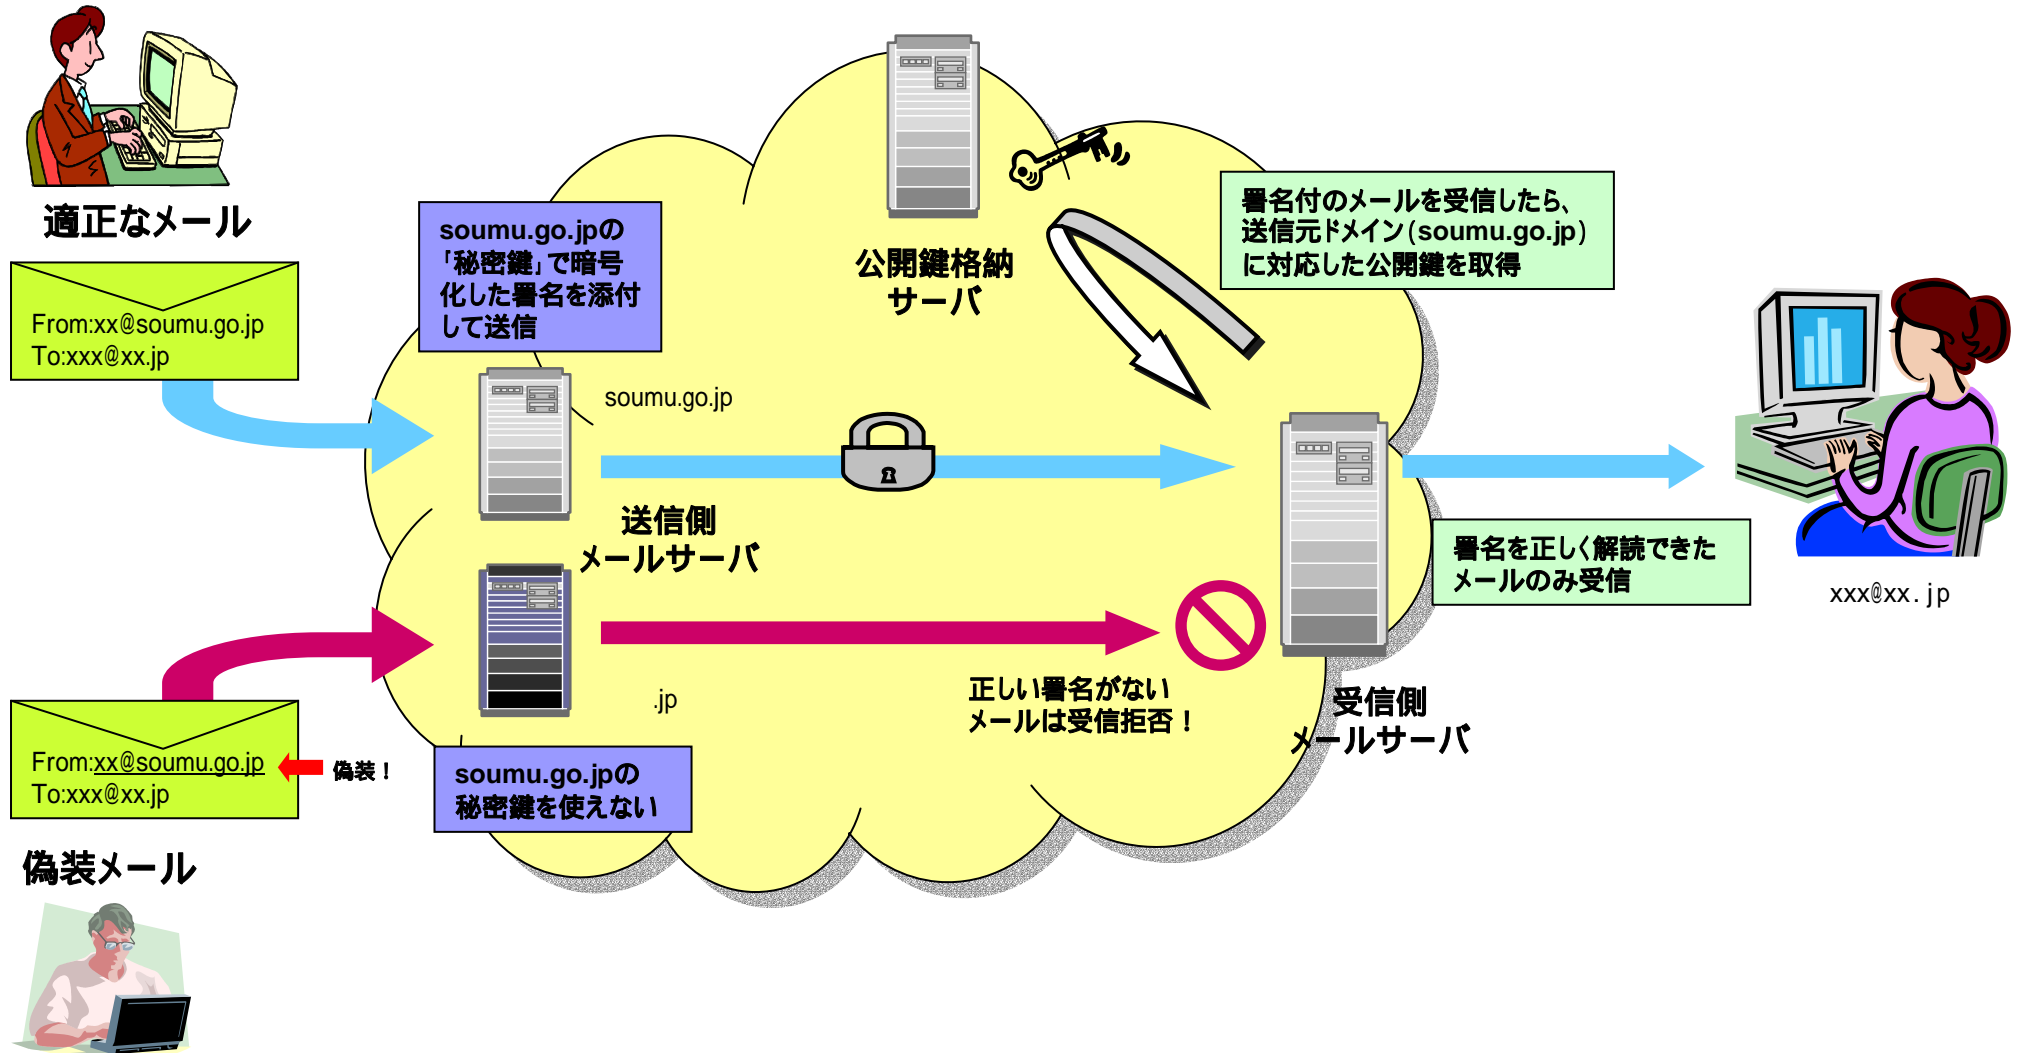 適正なメール
From:xx@soumu.go.jp
To:xxx@xx.jp
soumu.go.jpの
「秘密鍵」で暗号
化した署名を添付
して送信
公開鍵格納
サーバ
署名付のメールを受信したら、
送信元ドメイン(soumu.go.jp)
に対応した公開鍵を取得
soumu.go.jp
送信側
メールサーバ
署名を正しく解読できた
メールのみ受信
xxx@xx.jp
.jp
正しい署名がない
メールは受信拒否！
受信側
メールサーバ
From:xx@soumu.go.jp
To:xxx@xx.jp
偽装！
soumu.go.jpの
秘密鍵を使えない
偽装メール